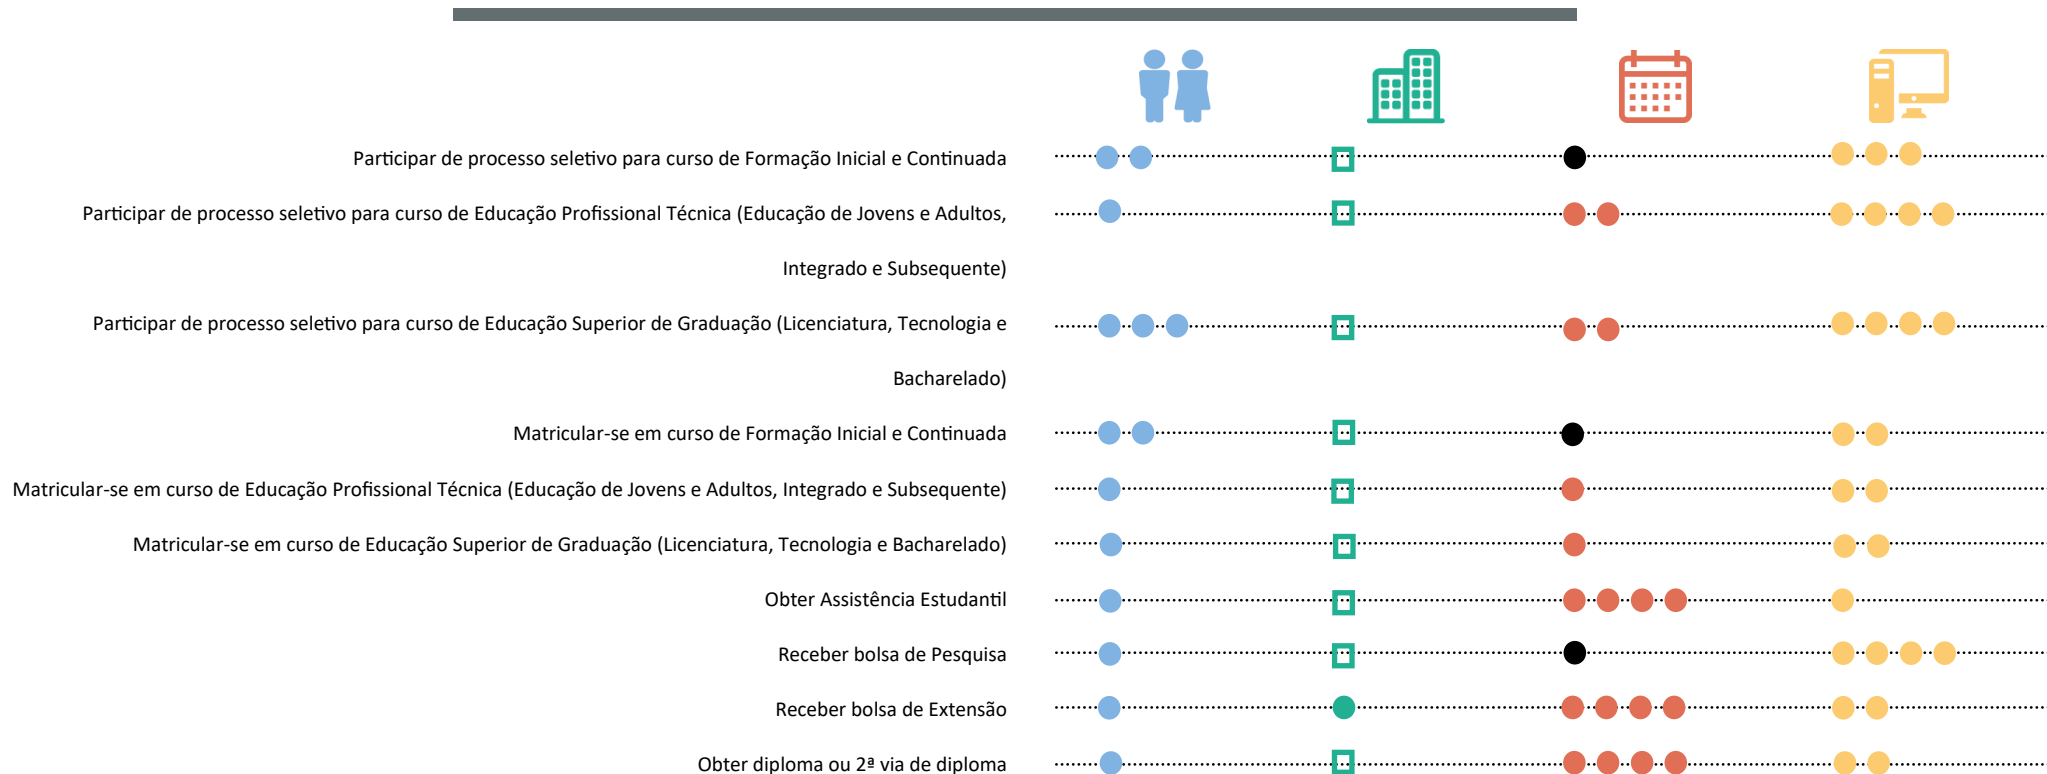 Participar de processo seletivo para curso de Formação Inicial e Continuada
Participar de processo seletivo para curso de Educação Profissional Técnica (Educação de Jovens e Adultos,
Integrado e Subsequente)
Participar de processo seletivo para curso de Educação Superior de Graduação (Licenciatura, Tecnologia e
Bacharelado)
Matricular-se em curso de Formação Inicial e Continuada
Matricular-se em curso de Educação Profissional Técnica (Educação de Jovens e Adultos, Integrado e Subsequente)
Matricular-se em curso de Educação Superior de Graduação (Licenciatura, Tecnologia e Bacharelado)
Obter Assistência Estudantil
Receber bolsa de Pesquisa
Receber bolsa de Extensão
Obter diploma ou 2ª via de diploma